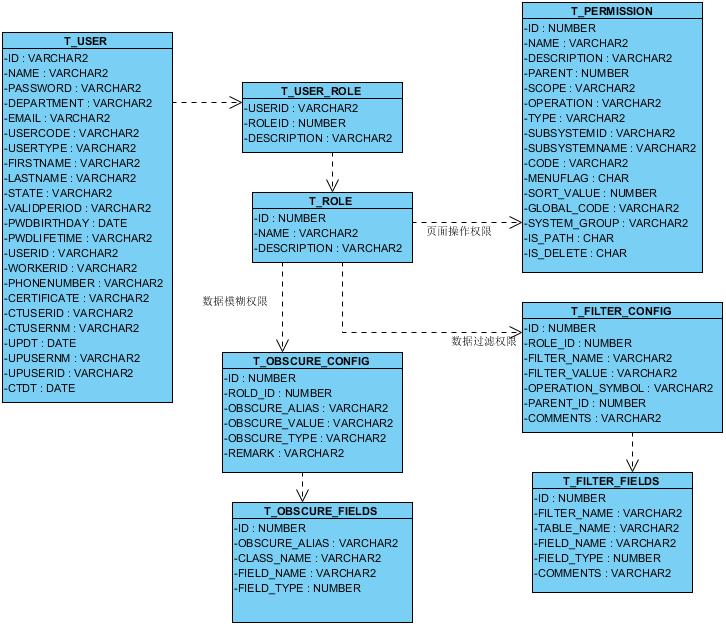 T_USER
-ID : VARCHAR2
-NAME : VARCHAR2
-PASSWORD : VARCHAR2
-DEPARTMENT : VARCHAR2
-EMAIL : VARCHAR2
-USERCODE : VARCHAR2
-USERTYPE : VARCHAR2
-FIRSTNAME : VARCHAR2
-LASTNAME : VARCHAR2
-STATE : VARCHAR2
-VALIDPERIOD : VARCHAR2
-PWDBIRTHDAY : DATE
-PWDLIFETIME : VARCHAR2
-USERID : VARCHAR2
-WORKERID : VARCHAR2
-PHONENUMBER : VARCHAR2
-CERTIFICATE : VARCHAR2
-CTUSERID : VARCHAR2
-CTUSERNM : VARCHAR2
-UPDT : DATE
-UPUSERNM : VARCHAR2
-UPUSERID : VARCHAR2
-CTDT : DATE
T_USER_ROLE
-USERID : VARCHAR2
-ROLEID : NUMBER
-DESCRIPTION : VARCHAR2
T_ROLE
-ID : NUMBER
-NAME : VARCHAR2
-DESCRIPTION : VARCHAR2
页面操作权限
T_PERMISSION
-ID : NUMBER
-NAME : VARCHAR2
-DESCRIPTION : VARCHAR2
-PARENT : NUMBER
-SCOPE : VARCHAR2
-OPERATION : VARCHAR2
-TYPE : VARCHAR2
-SUBSYSTEMID : VARCHAR2
-SUBSYSTEMNAME : VARCHAR2
-CODE : VARCHAR2
-MENUFLAG : CHAR
-SORT_VALUE : NUMBER
-GLOBAL_CODE : VARCHAR2
-SYSTEM_GROUP : VARCHAR2
-IS_PATH : CHAR
-IS_DELETE : CHAR
数据模糊权限
数据过滤权限
T_OBSCURE_CONFIG
-ID : NUMBER
-ROLD_ID : NUMBER
-OBSCURE_ALIAS : VARCHAR2
-OBSCURE_VALUE : VARCHAR2
-OBSCURE_TYPE : VARCHAR2
-REMARK : VARCHAR2
T_OBSCURE_FIELDS
-ID : NUMBER
-OBSCURE_ALIAS : VARCHAR2
-CLASS_NAME : VARCHAR2
-FIELD_NAME : VARCHAR2
-FIELD_TYPE : NUMBER
T_FILTER_CONFIG
-ID : NUMBER
-ROLE_ID : NUMBER
-FILTER_NAME : VARCHAR2
-FILTER_VALUE : VARCHAR2
-OPERATION_SYMBOL : VARCHAR2
-PARENT_ID : NUMBER
-COMMENTS : VARCHAR2
T_FILTER_FIELDS
-ID : NUMBER
-FILTER_NAME : VARCHAR2
-TABLE_NAME : VARCHAR2
-FIELD_NAME : VARCHAR2
-FIELD_TYPE : NUMBER
-COMMENTS : VARCHAR2